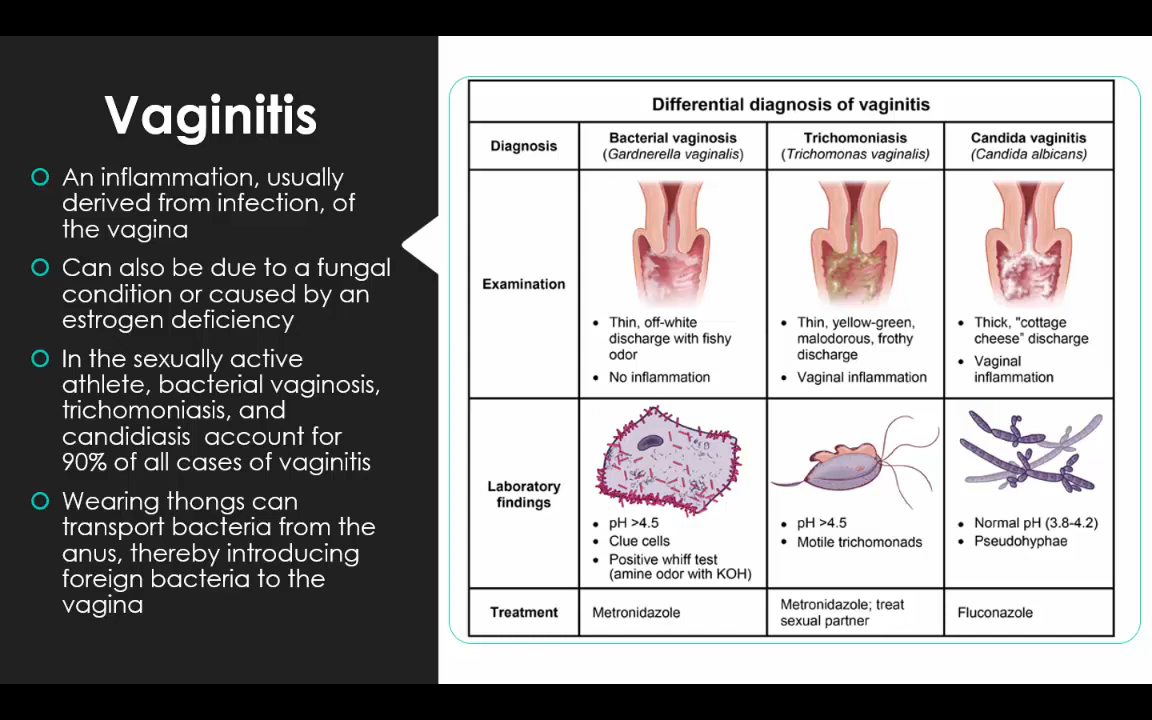 Vaginitis
An inflammation, usually
derived from infection, of
the vagina
Can also be due to a fungal
condition or caused by an
estrogen deficiency
In the sexually active
athlete, bacterial vaginosis,
trichomoniasis, and
candidiasis account for
90% of all cases of vaginitis
Wearing thongs can
transport bacteria from the
anus, thereby introducing
foreign bacteria to the
vagina
Differential diagnosis of vaginitis
Diagnosis
Bacterial vaginosis
(Gardnerella vaginalis)
Trichomoniasis
(Trichomonas vaginalis)
Candida vaginitis
(Candida albicans)
Examination
• Thin, off-white
discharge with fishy
odor
• No inflammation
• Thin, yellow-green,
malodorous, frothy
discharge
• Vaginal inflammation
• Thick, "cottage
cheese" discharge
• Vaginal
inflammation
Laboratory
findings
• pH >4.5
• Clue cells
• Positive whiff test
(amine odor with KOH)
• pH >4.5
• Motile trichomonads
• Normal pH (3.8-4.2)
• Pseudohyphae
Treatment
Metronidazole
Metronidazole; treat
sexual partner
Fluconazole